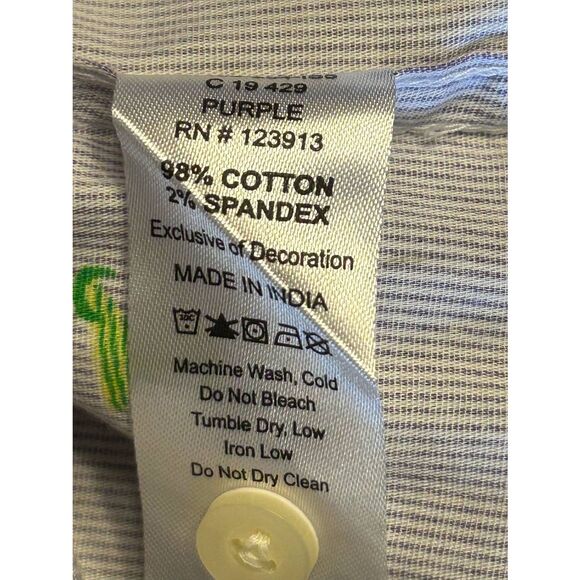 C 19 429
PURPLE
RN # 123913
98% COTTON
2% SPANDEX
Exclusive of Decoration
MADE IN INDIA
Machine Wash, Cold
Do Not Bleach
Tumble Dry, Low
Iron Low
Do Not Dry Clean